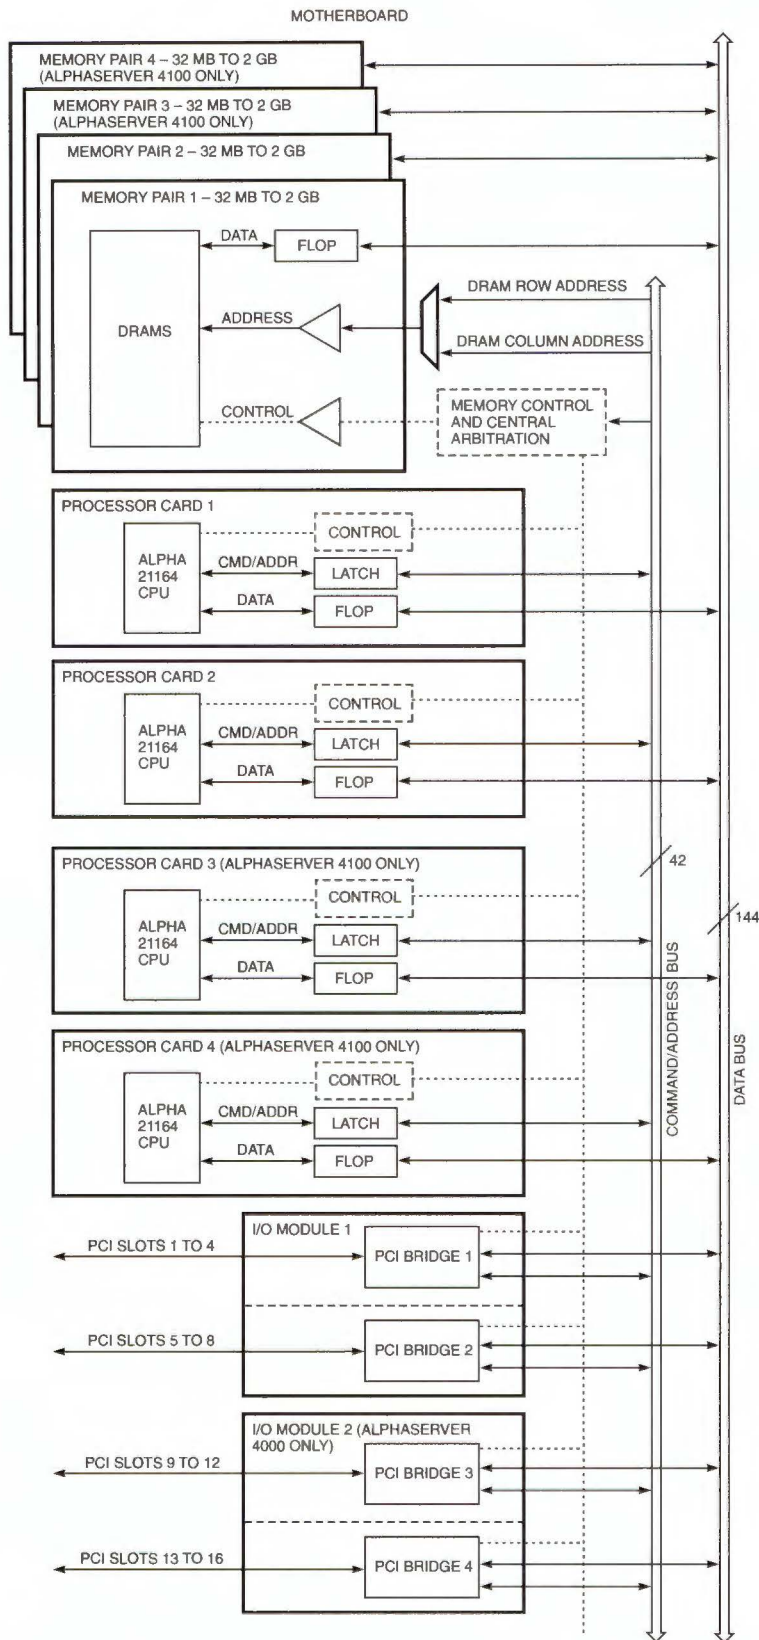 MOTHERBOARD
MEMORY PAIR 4 – 32 MB TO 2 GB
(ALPHASERVER 4100 ONLY)
MEMORY PAIR 3 – 32 MB TO 2 GB
(ALPHASERVER 4100 ONLY)
MEMORY PAIR 2 – 32 MB TO 2 GB
MEMORY PAIR 1 – 32 MB TO 2 GB
DATA
FLOP
DRAMS
ADDRESS
DRAM ROW ADDRESS
DRAM COLUMN ADDRESS
CONTROL
MEMORY CONTROL
AND CENTRAL
ARBITRATION
PROCESSOR CARD 1
ALPHA
21164
CPU
CONTROL
CMD/ADDR
LATCH
DATA
FLOP
PROCESSOR CARD 2
ALPHA
21164
CPU
CONTROL
CMD/ADDR
LATCH
DATA
FLOP
PROCESSOR CARD 3 (ALPHASERVER 4100 ONLY)
ALPHA
21164
CPU
CONTROL
CMD/ADDR
LATCH
DATA
FLOP
42
144
PROCESSOR CARD 4 (ALPHASERVER 4100 ONLY)
ALPHA
21164
CPU
CONTROL
CMD/ADDR
LATCH
DATA
FLOP
COMMAND/ADDRESS BUS
DATA BUS
I/O MODULE 1
PCI SLOTS 1 TO 4
PCI BRIDGE 1
PCI SLOTS 5 TO 8
PCI BRIDGE 2
I/O MODULE 2 (ALPHASERVER
4000 ONLY)
PCI SLOTS 9 TO 12
PCI BRIDGE 3
PCI SLOTS 13 TO 16
PCI BRIDGE 4